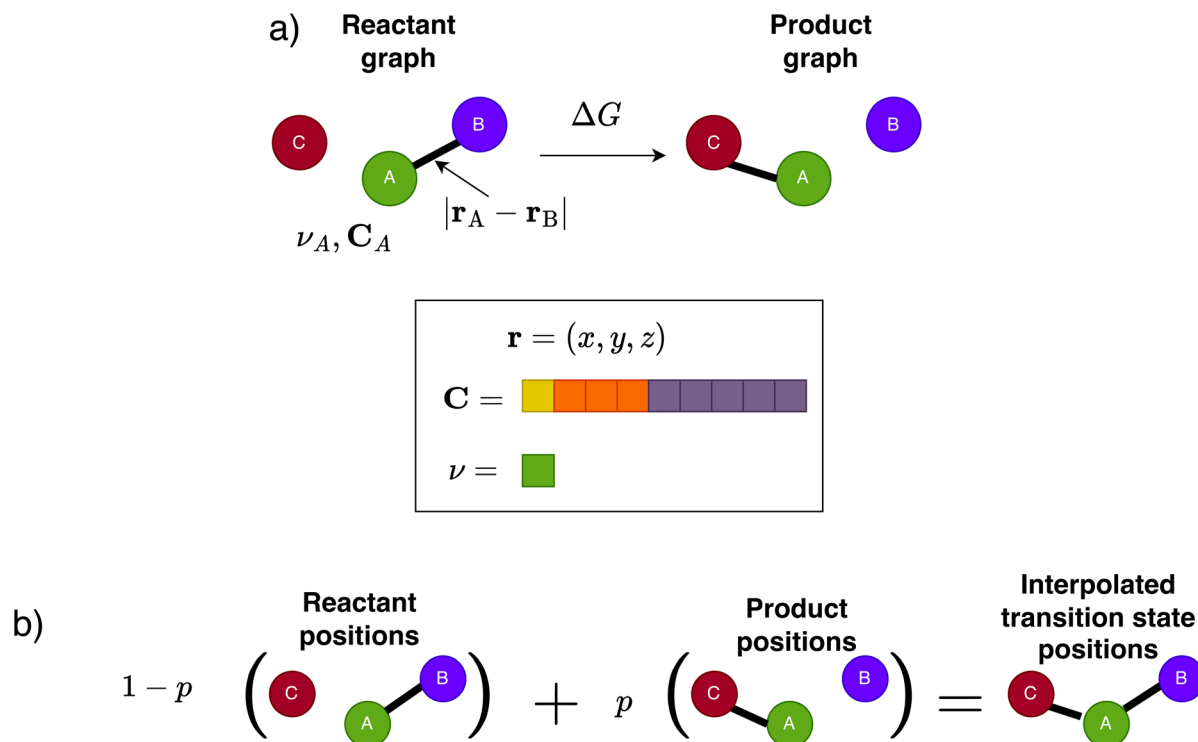 a)
Reactant
graph
Product
graph
C
A
B
ΔG
C
A
B
|r_A − r_B|
ν_A, C_A
r = (x, y, z)
C =
ν =
b)
Reactant
positions
Product
positions
Interpolated
transition state
positions
1 − p ( C A B ) + p ( C A B ) = C A B